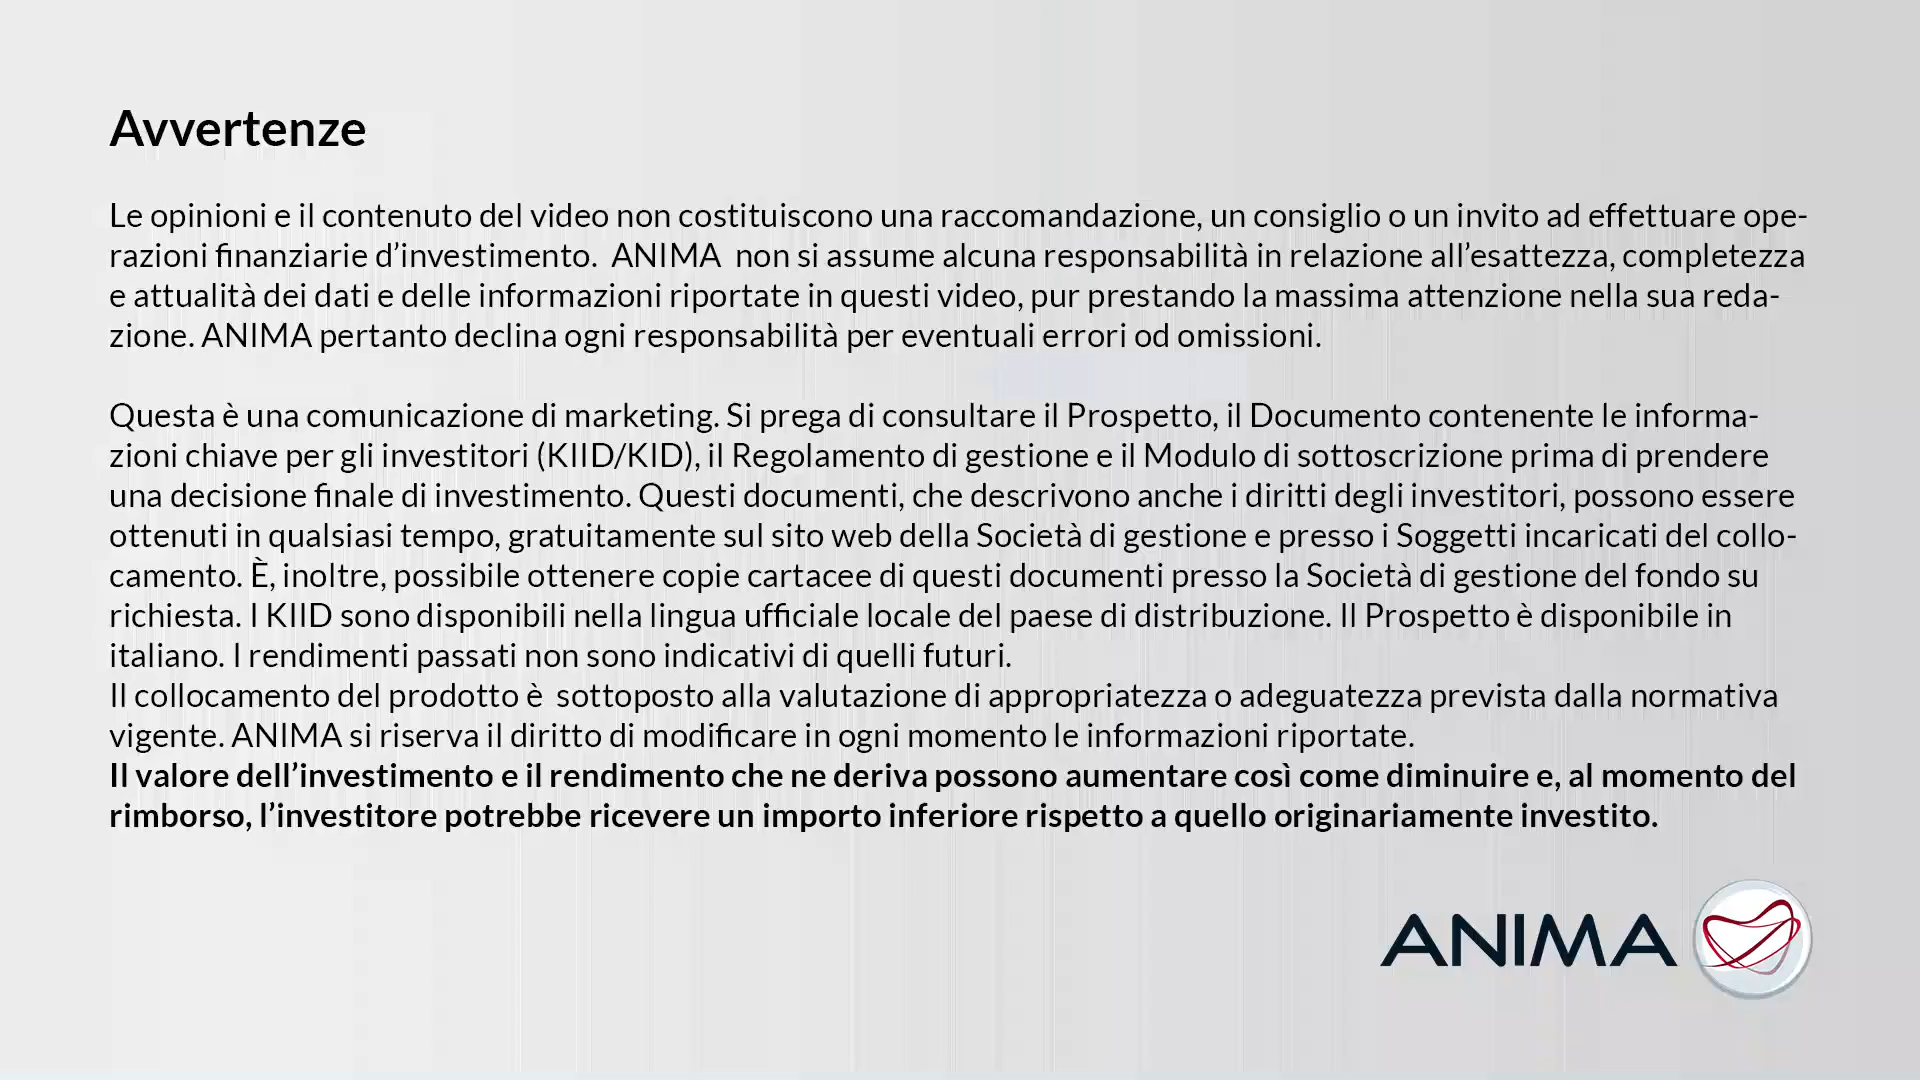 Avvertenze
Le opinioni e il contenuto del video non costituiscono una raccomandazione, un consiglio o un invito ad effettuare ope-
razioni finanziarie d’investimento.  ANIMA  non si assume alcuna responsabilità in relazione all’esattezza, completezza
e attualità dei dati e delle informazioni riportate in questi video, pur prestando la massima attenzione nella sua reda-
zione. ANIMA pertanto declina ogni responsabilità per eventuali errori od omissioni.
Questa è una comunicazione di marketing. Si prega di consultare il Prospetto, il Documento contenente le informa-
zioni chiave per gli investitori (KIID/KID), il Regolamento di gestione e il Modulo di sottoscrizione prima di prendere
una decisione finale di investimento. Questi documenti, che descrivono anche i diritti degli investitori, possono essere
ottenuti in qualsiasi tempo, gratuitamente sul sito web della Società di gestione e presso i Soggetti incaricati del collo-
camento. È, inoltre, possibile ottenere copie cartacee di questi documenti presso la Società di gestione del fondo su
richiesta. I KIID sono disponibili nella lingua ufficiale locale del paese di distribuzione. Il Prospetto è disponibile in
italiano. I rendimenti passati non sono indicativi di quelli futuri.
Il collocamento del prodotto è  sottoposto alla valutazione di appropriatezza o adeguatezza prevista dalla normativa
vigente. ANIMA si riserva il diritto di modificare in ogni momento le informazioni riportate.
Il valore dell’investimento e il rendimento che ne deriva possono aumentare così come diminuire e, al momento del
rimborso, l’investitore potrebbe ricevere un importo inferiore rispetto a quello originariamente investito.
ANIMA